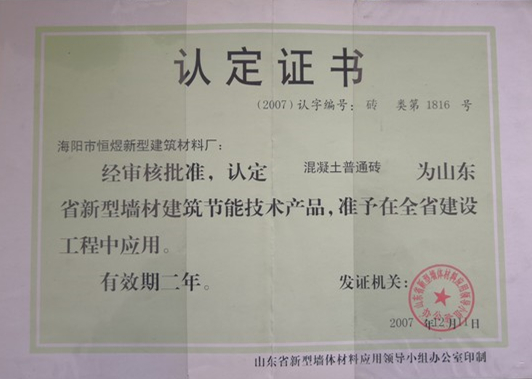 认定证书
(2007)认字编号: 砖 类第 1816 号
海阳市恒煜新型建筑材料厂:
经审核批准,认定 混凝土普通砖 为山东
省新型墙材建筑节能技术产品,准予在全省建设
工程中应用。
有效期二年。 发证机关:
2007 年12月11日
山东省新型墙体材料应用领导小组办公室印制